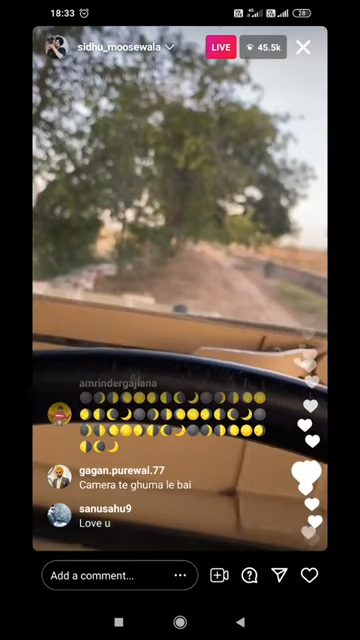 18:33
28
sidhu_moosewala
LIVE
45.5k
amrindergajlana
gagan.purewal.77
Camera te ghuma le bai
sanusahu9
Love u
Add a comment...